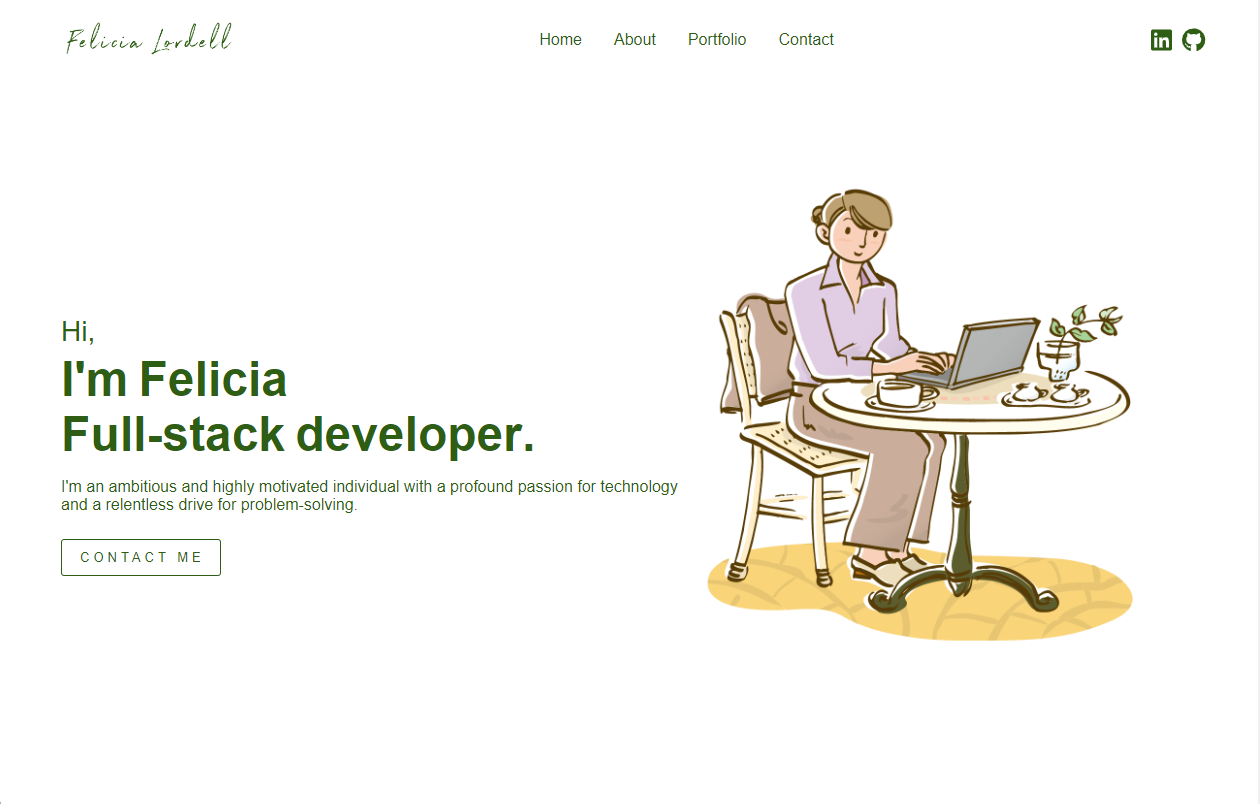 Felicia Lordell
Home About Portfolio Contact
Hi,
I'm Felicia
Full-stack developer.
I'm an ambitious and highly motivated individual with a profound passion for technology
and a relentless drive for problem-solving.
CONTACT ME